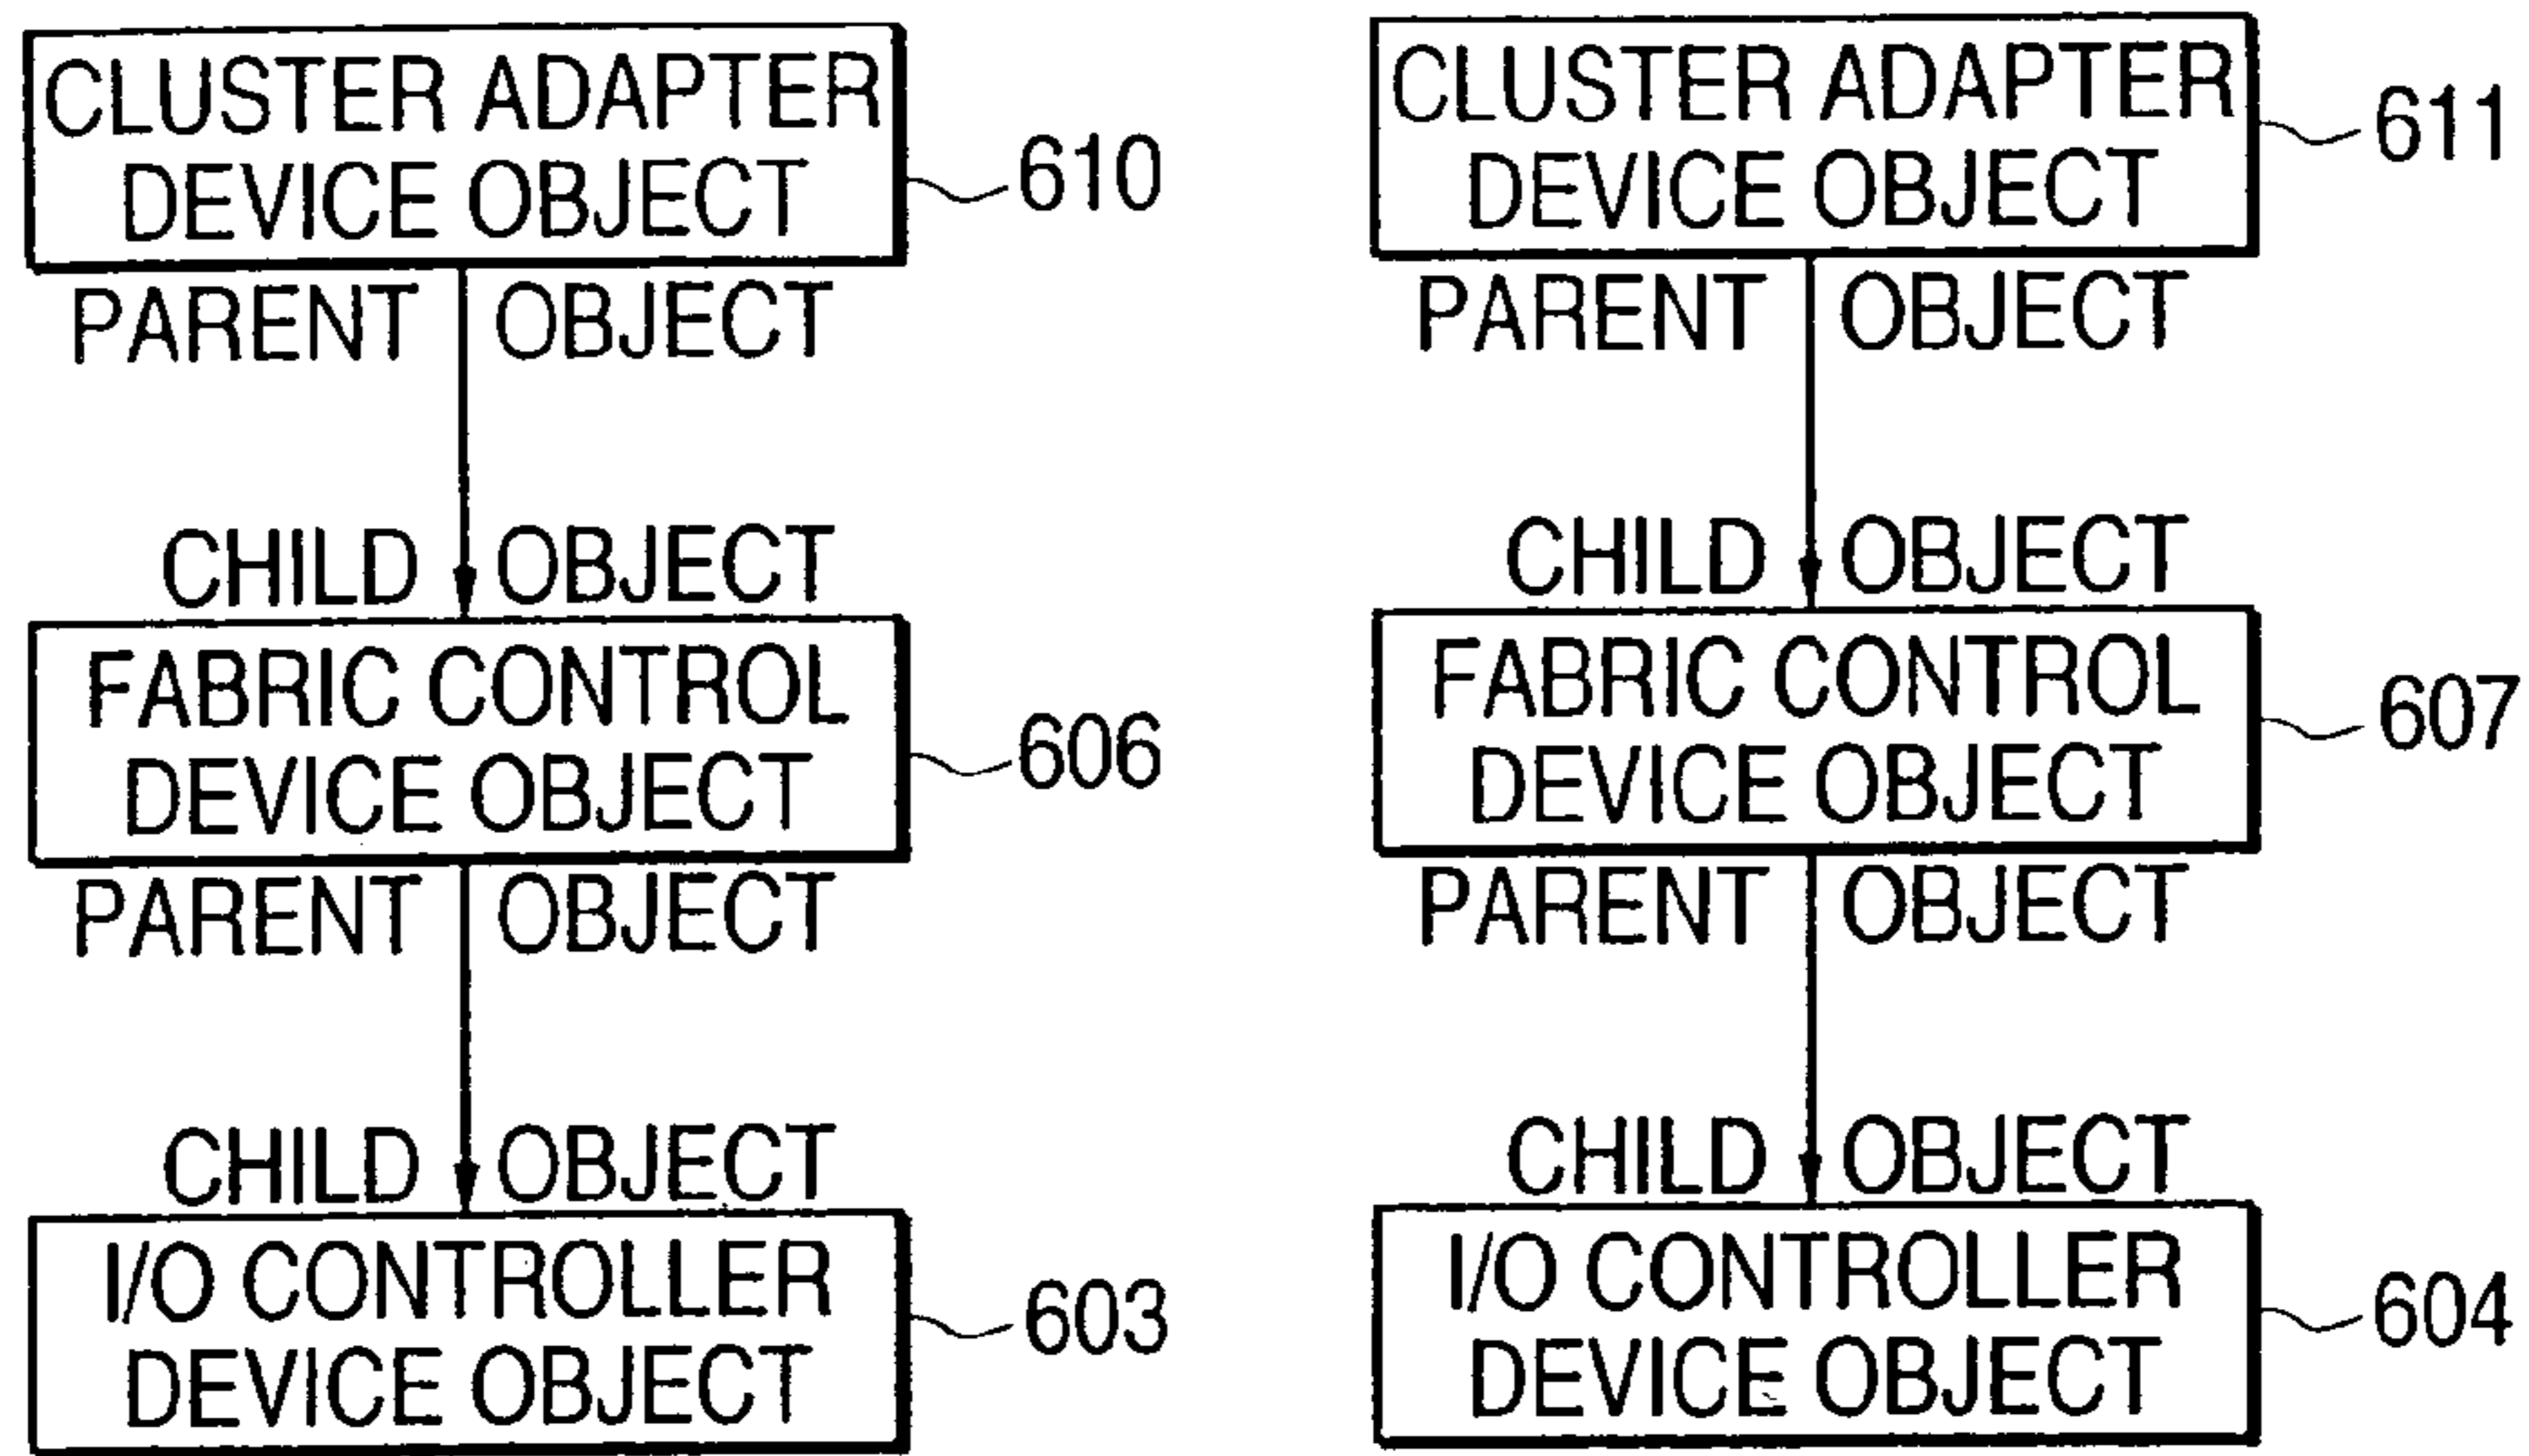 CLUSTER ADAPTER
DEVICE OBJECT
610
PARENT OBJECT
CHILD OBJECT
FABRIC CONTROL
DEVICE OBJECT
606
PARENT OBJECT
CHILD OBJECT
I/O CONTROLLER
DEVICE OBJECT
603
CLUSTER ADAPTER
DEVICE OBJECT
611
PARENT OBJECT
CHILD OBJECT
FABRIC CONTROL
DEVICE OBJECT
607
PARENT OBJECT
CHILD OBJECT
I/O CONTROLLER
DEVICE OBJECT
604